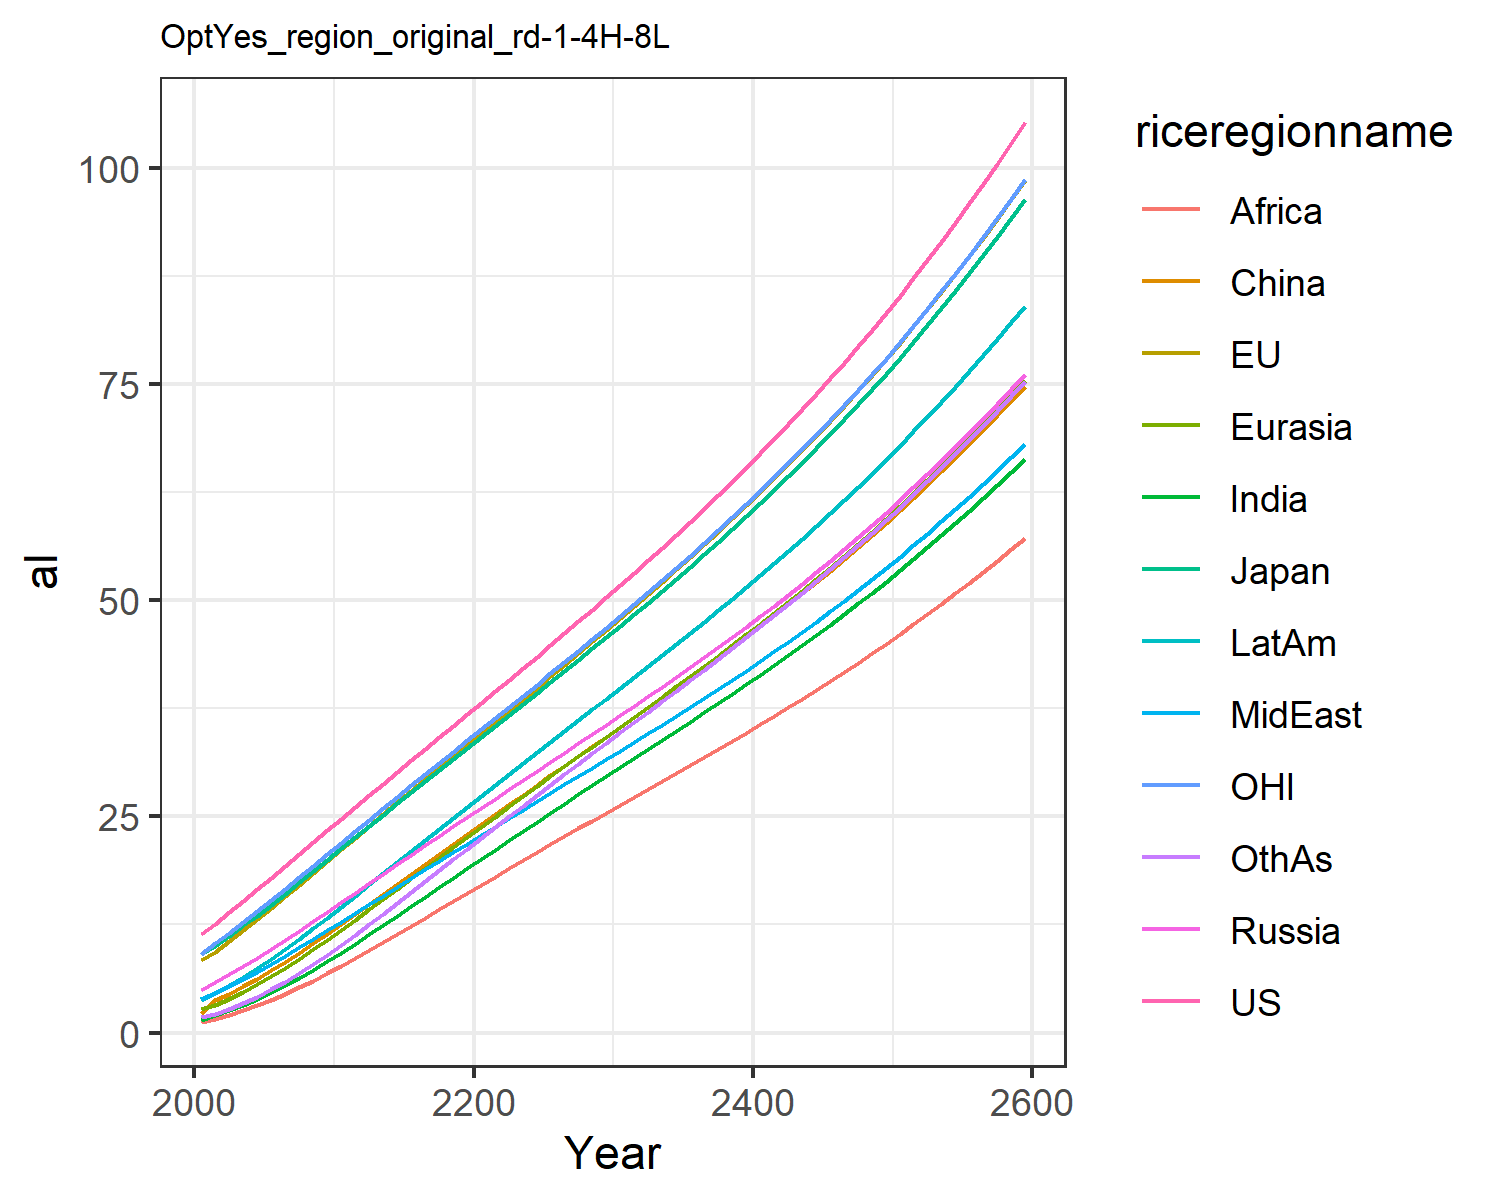 OptYes_region_original_rd-1-4H-8L
100
75
50
25
0
al
2000 2200 2400 2600
Year
riceregionname
Africa
China
EU
Eurasia
India
Japan
LatAm
MidEast
OHI
OthAs
Russia
US